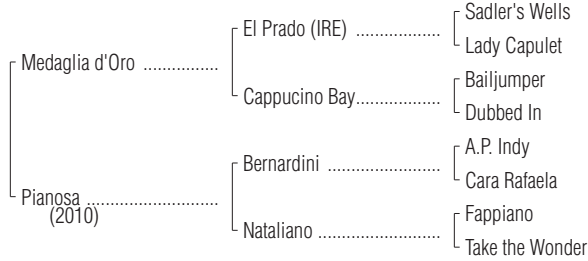 Sadler's Wells
El Prado (IRE) ..................
Lady Capulet
Medaglia d'Oro ................
Bailjumper
Cappucino Bay..................
Dubbed In
A.P. Indy
Bernardini ........................
Cara Rafaela
Pianosa ............................
(2010)
Fappiano
Nataliano ..........................
Take the Wonder